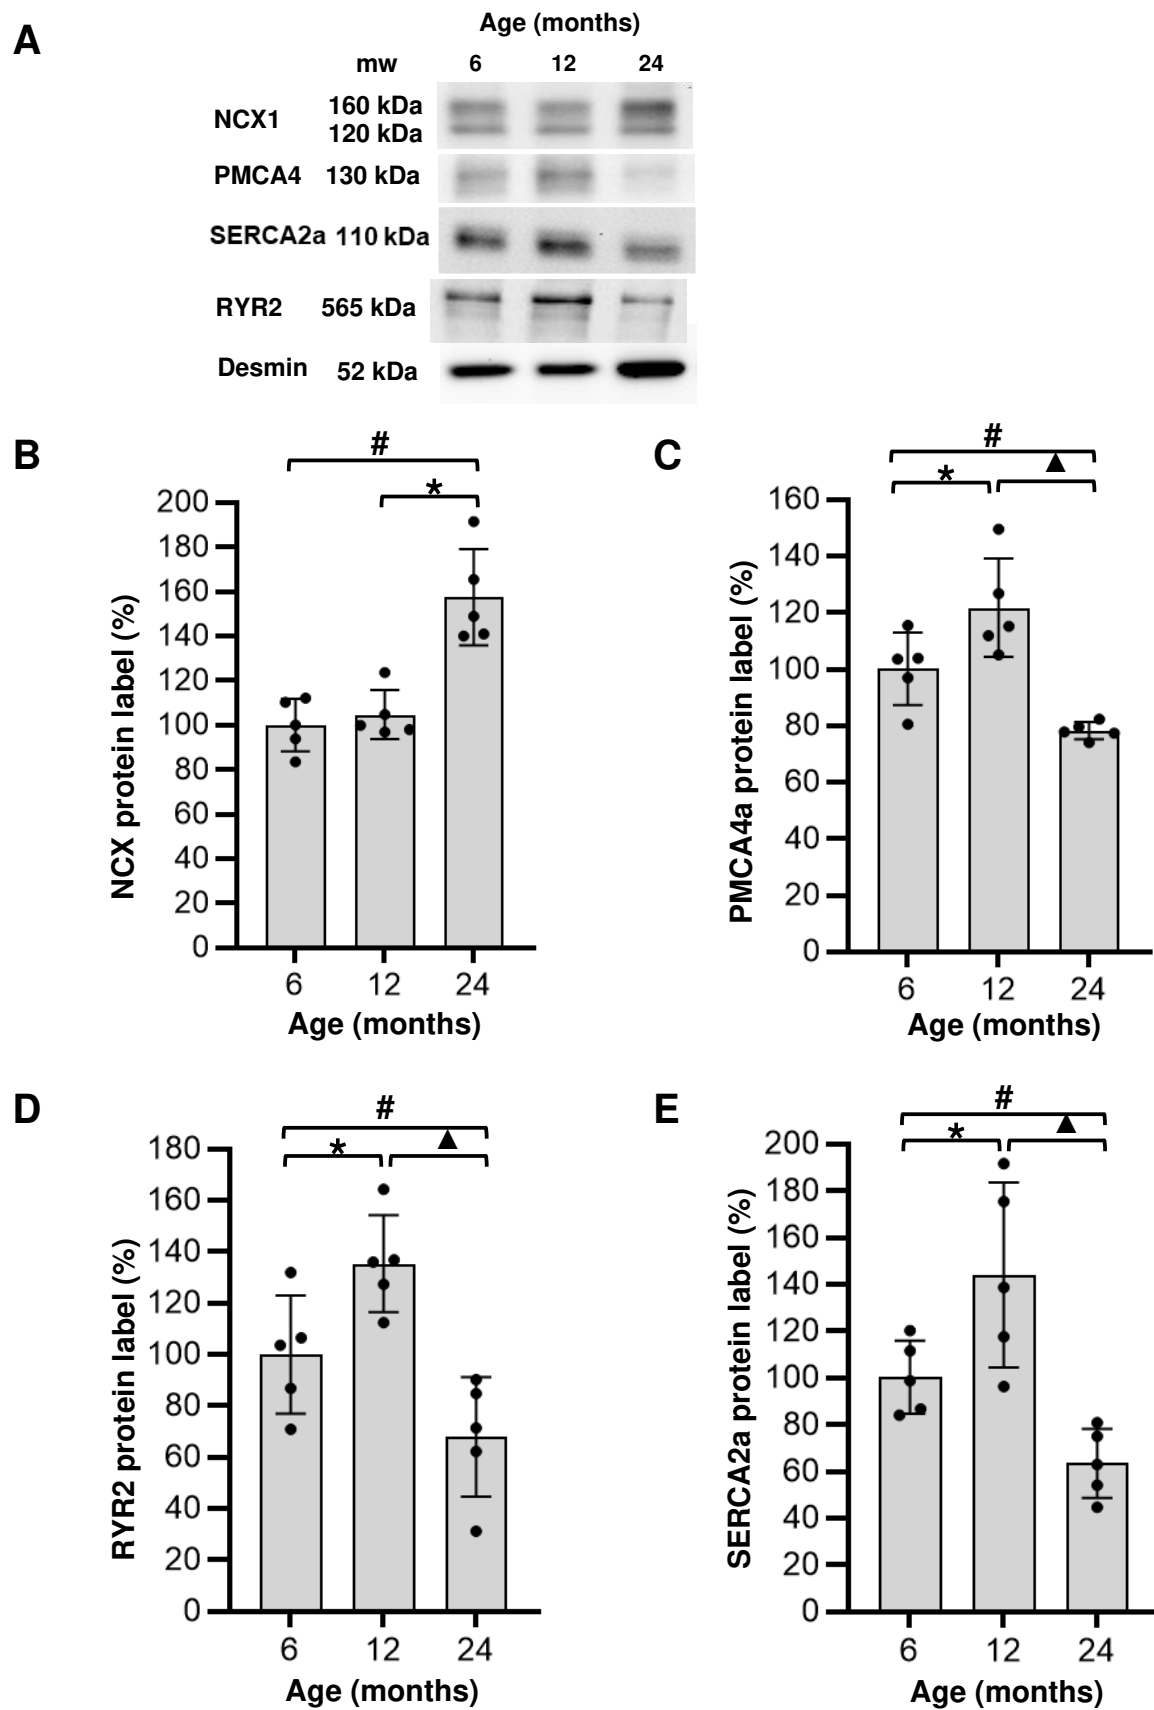 A
Age (months)
mw 6 12 24
NCX1 160 kDa
120 kDa
PMCA4 130 kDa
SERCA2a 110 kDa
RYR2 565 kDa
Desmin 52 kDa
B
#
*
NCX protein label (%)
200
180
160
140
120
100
80
60
40
20
0
6 12 24
Age (months)
C
#
* ▲
PMCA4a protein label (%)
160
140
120
100
80
60
40
20
0
6 12 24
Age (months)
D
#
* ▲
RYR2 protein label (%)
180
160
140
120
100
80
60
40
20
0
6 12 24
Age (months)
E
#
* ▲
SERCA2a protein label (%)
200
180
160
140
120
100
80
60
40
20
0
6 12 24
Age (months)